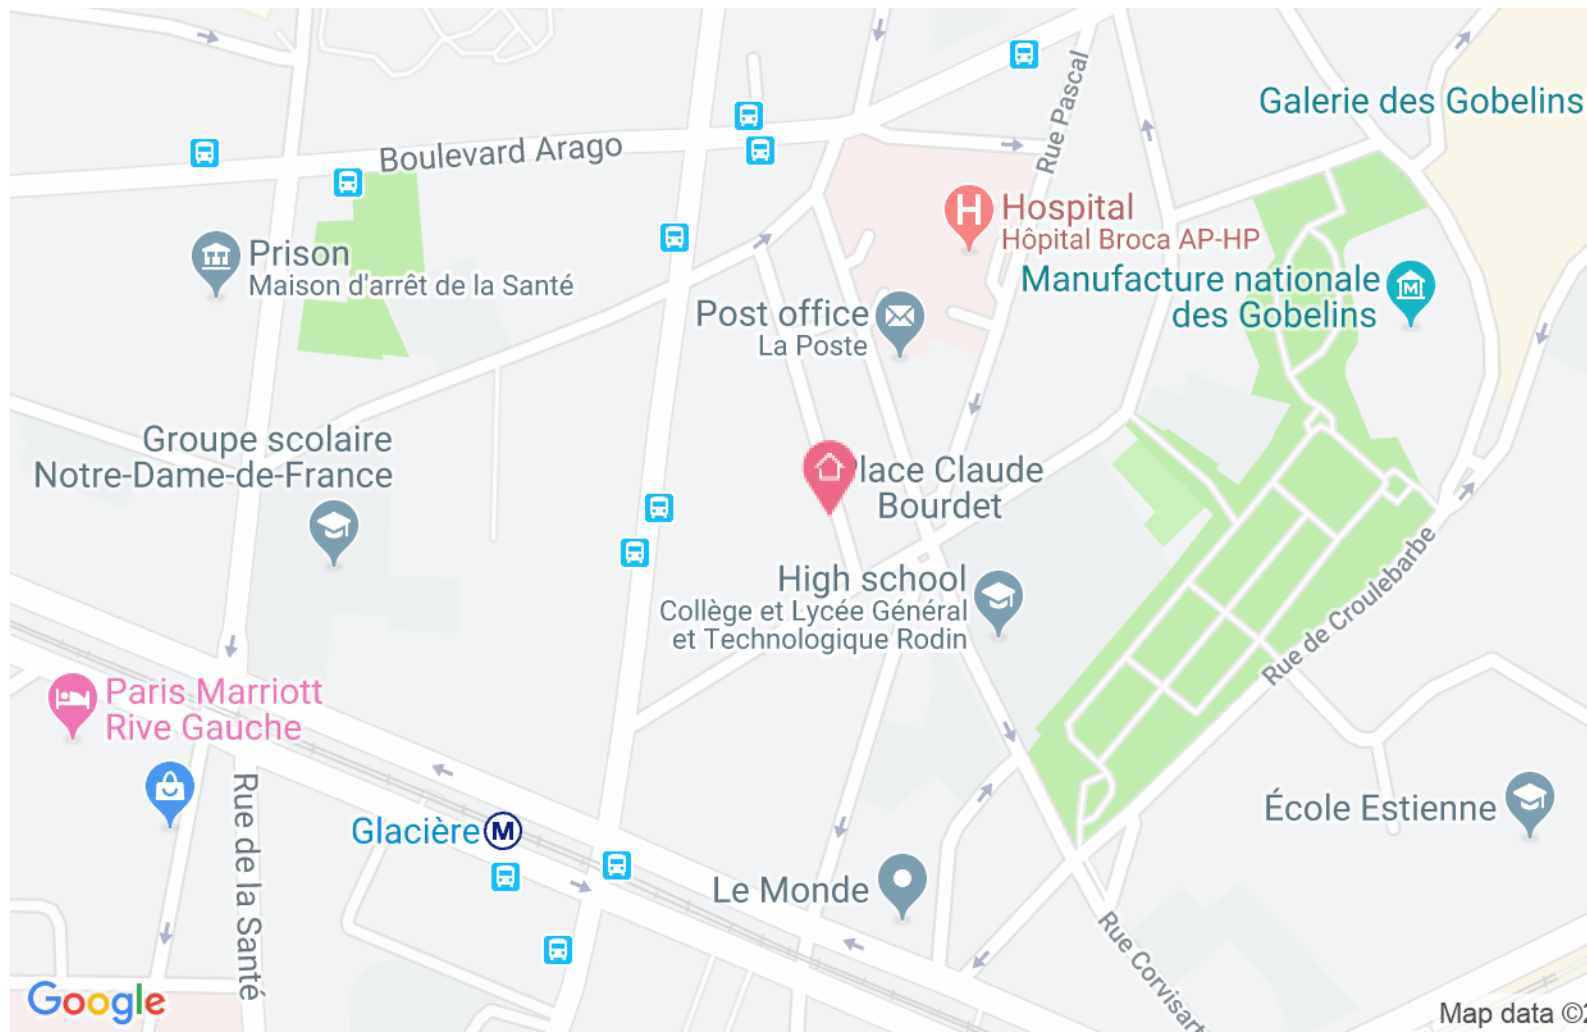 Galerie des Gobelins
Boulevard Arago
Rue Pascal
Hospital
Hôpital Broca AP-HP
Prison
Maison d'arrêt de la Santé
Manufacture nationale
des Gobelins
Post office
La Poste
Groupe scolaire
Notre-Dame-de-France
lace Claude
Bourdet
High school
Collège et Lycée Général
et Technologique Rodin
Rue de Croulebarbe
Paris Marriott
Rive Gauche
Rue de la Santé
Glacière M
École Estienne
Le Monde
Rue Corvisart
Google
Map data ©2